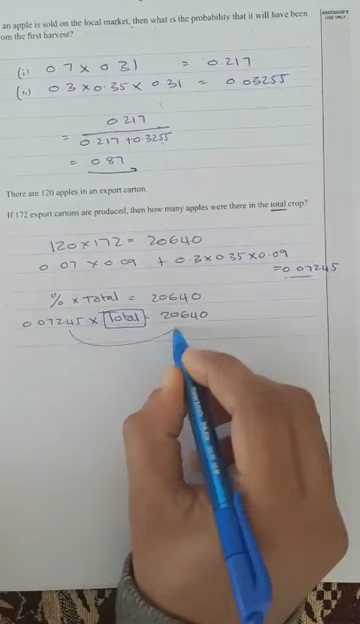 an apple is sold on the local market, then what is the probability that it will have been
om the first harvest?
ASSESSOR'S
USE ONLY
(i) 0.7 x 0.31 = 0.217
(ii) 0.3 x 0.35 x 0.31 = 0.03255
0.217
= 0.217 + 0.3255
= 0.87
There are 120 apples in an export carton.
If 172 export cartons are produced, then how many apples were there in the total crop?
120 x 172 = 20640
0.07 x 0.09 + 0.3 x 0.35 x 0.09
= 0.07245
% x Total = 20640
0.07245 x Total = 20640